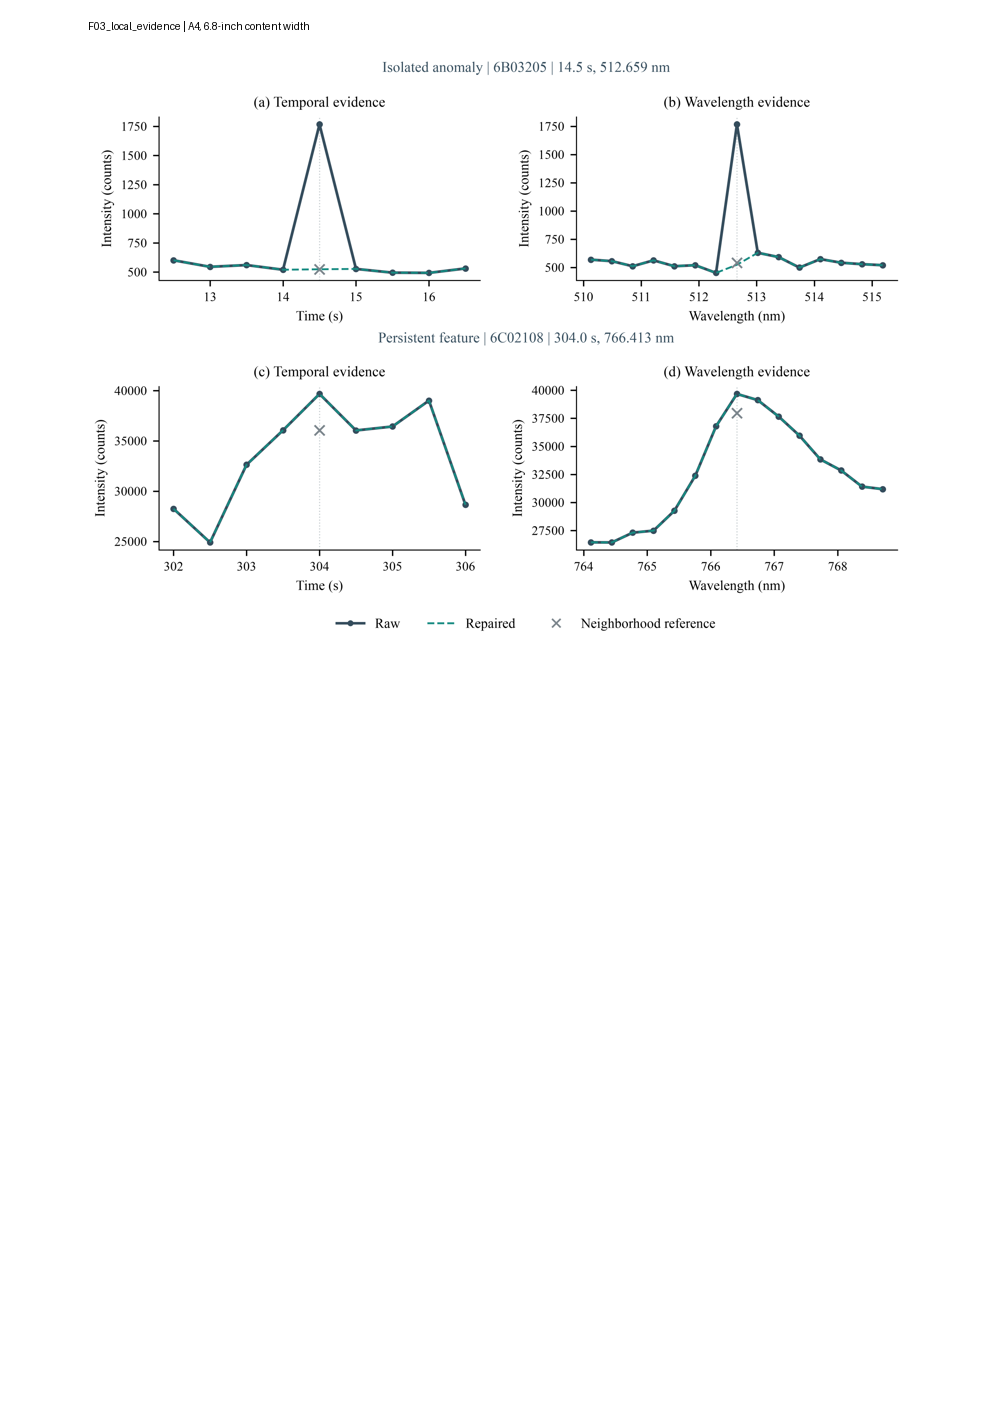 F03_local_evidence | A4, 6.8-inch content width
Isolated anomaly | 6B03205 | 14.5 s, 512.659 nm
(a) Temporal evidence
Intensity (counts)
1750
1500
1250
1000
750
500
13 14 15 16
Time (s)
(b) Wavelength evidence
Intensity (counts)
1750
1500
1250
1000
750
500
510 511 512 513 514 515
Wavelength (nm)
Persistent feature | 6C02108 | 304.0 s, 766.413 nm
(c) Temporal evidence
Intensity (counts)
40000
35000
30000
25000
302 303 304 305 306
Time (s)
(d) Wavelength evidence
Intensity (counts)
40000
37500
35000
32500
30000
27500
764 765 766 767 768
Wavelength (nm)
Raw Repaired Neighborhood reference